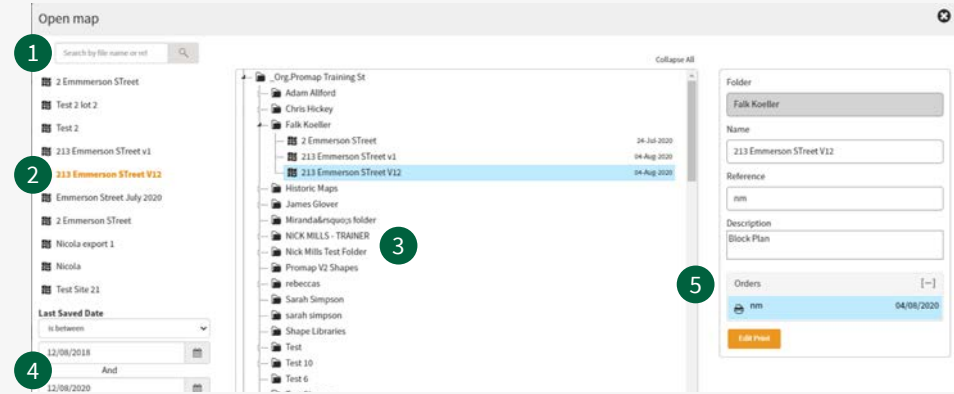 Open map
1
Search by file name or ref
Collapse All
2 Emmmerson STreet
Test 2 lot 2
Test 2
213 Emmerson STreet v1
2
213 Emmerson STreet V12
Emmerson Street July 2020
2 Emmerson STreet
Nicola export 1
Nicola
Test Site 21
Last Saved Date
is between
12/08/2018
And
4
12/08/2020
_Org.Promap Training St
Adam Allford
Chris Hickey
Falk Koeller
2 Emmerson STreet 24-Jul-2020
213 Emmerson STreet v1 04-Aug-2020
213 Emmerson STreet V12 04-Aug-2020
Historic Maps
James Glover
Miranda&rsquo;s folder
NICK MILLS - TRAINER
3
Nick Mills Test Folder
Promap V2 Shapes
rebeccas
Sarah Simpson
sarah simpson
Shape Libraries
Test
Test 10
Test 6
Folder
Falk Koeller
Name
213 Emmerson STreet V12
Reference
nm
Description
Block Plan
5
Orders [−]
nm 04/08/2020
Edit Print